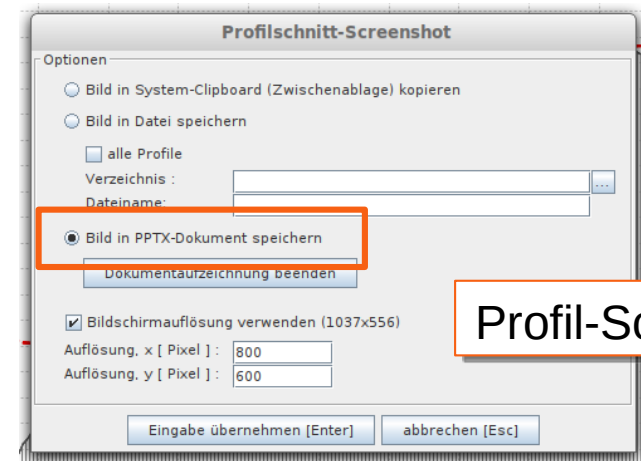 Profilschnitt-Screenshot
Optionen
Bild in System-Clipboard (Zwischenablage) kopieren
Bild in Datei speichern
alle Profile
Verzeichnis :
...
Dateiname:
Bild in PPTX-Dokument speichern
Dokumentaufzeichnung beenden
Profil-Sc
Bildschirmauflösung verwenden (1037x556)
Auflösung, x [ Pixel ] : 800
Auflösung, y [ Pixel ] : 600
Eingabe übernehmen [Enter] abbrechen [Esc]